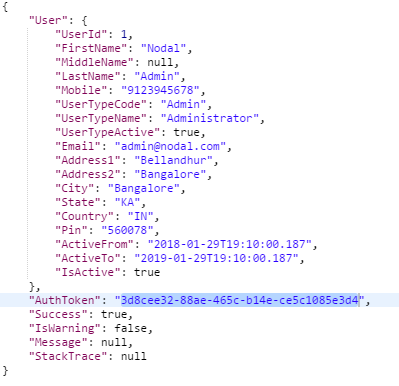 {
"User": {
"UserId": 1,
"FirstName": "Nodal",
"MiddleName": null,
"LastName": "Admin",
"Mobile": "9123945678",
"UserTypeCode": "Admin",
"UserTypeName": "Administrator",
"UserTypeActive": true,
"Email": "admin@nodal.com",
"Address1": "Bellandhur",
"Address2": "Bangalore",
"City": "Bangalore",
"State": "KA",
"Country": "IN",
"Pin": "560078",
"ActiveFrom": "2018-01-29T19:10:00.187",
"ActiveTo": "2019-01-29T19:10:00.187",
"IsActive": true
},
"AuthToken": "3d8cee32-88ae-465c-b14e-ce5c1085e3d4",
"Success": true,
"IsWarning": false,
"Message": null,
"StackTrace": null
}